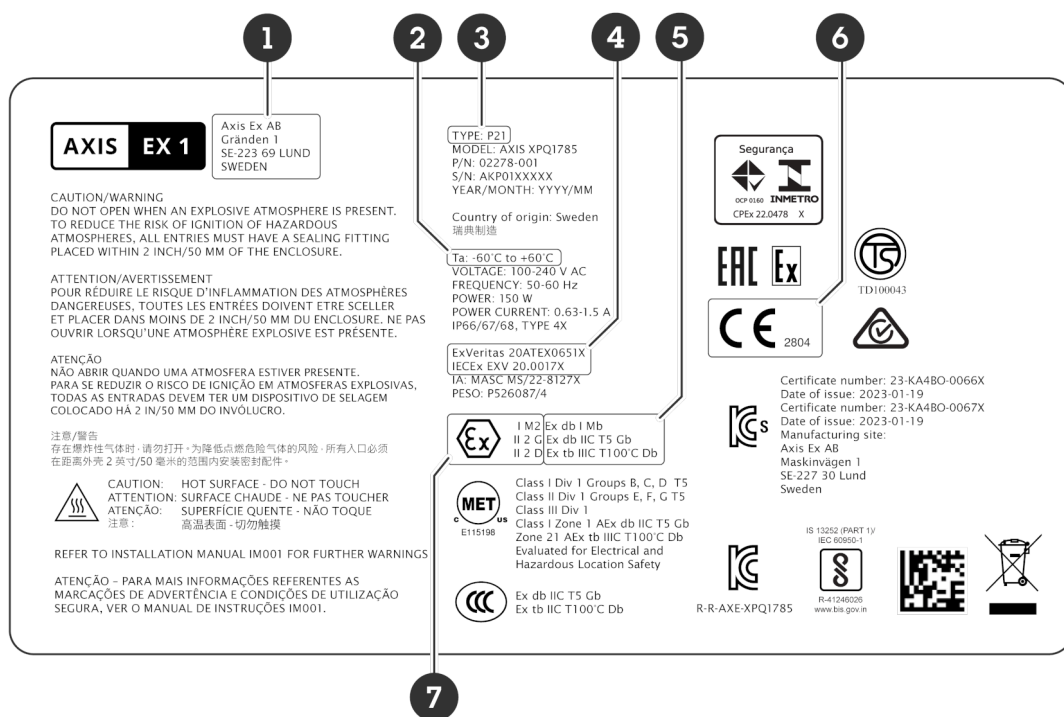 1
2
3
4
5
6
7
AXIS EX 1
Axis Ex AB
Gränden 1
SE-223 69 LUND
SWEDEN
CAUTION/WARNING
DO NOT OPEN WHEN AN EXPLOSIVE ATMOSPHERE IS PRESENT.
TO REDUCE THE RISK OF IGNITION OF HAZARDOUS
ATMOSPHERES, ALL ENTRIES MUST HAVE A SEALING FITTING
PLACED WITHIN 2 INCH/50 MM OF THE ENCLOSURE.
ATTENTION/AVERTISSEMENT
POUR RÉDUIRE LE RISQUE D'INFLAMMATION DES ATMOSPHÈRES
DANGEREUSES, TOUTES LES ENTRÉES DOIVENT ETRE SCELLER
ET PLACER DANS MOINS DE 2 INCH/50 MM DU ENCLOSURE. NE PAS
OUVRIR LORSQU'UNE ATMOSPHÈRE EXPLOSIVE EST PRÉSENTE.
ATENÇÃO
NÃO ABRIR QUANDO UMA ATMOSFERA ESTIVER PRESENTE.
PARA SE REDUZIR O RISCO DE IGNIÇÃO EM ATMOSFERAS EXPLOSIVAS,
TODAS AS ENTRADAS DEVEM TER UM DISPOSITIVO DE SELAGEM
COLOCADO HÁ 2 IN/50 MM DO INVÓLUCRO.
注意/警告
存在爆炸性气体时,请勿打开。为降低点燃危险气体的风险,所有入口必须
在距离外壳 2 英寸/50 毫米的范围内安装密封配件。
CAUTION: HOT SURFACE - DO NOT TOUCH
ATTENTION: SURFACE CHAUDE - NE PAS TOUCHER
ATENÇÃO: SUPERFÍCIE QUENTE - NÃO TOQUE
注意: 高温表面 - 切勿触摸
REFER TO INSTALLATION MANUAL IM001 FOR FURTHER WARNINGS
ATENÇÃO – PARA MAIS INFORMAÇÕES REFERENTES AS
MARCAÇÕES DE ADVERTÊNCIA E CONDIÇÕES DE UTILIZAÇÃO
SEGURA, VER O MANUAL DE INSTRUÇÕES IM001.
TYPE: P21
MODEL: AXIS XPQ1785
P/N: 02278-001
S/N: AKP01XXXXX
YEAR/MONTH: YYYY/MM
Country of origin: Sweden
瑞典制造
Ta: -60°C to +60°C
VOLTAGE: 100-240 V AC
FREQUENCY: 50-60 Hz
POWER: 150 W
POWER CURRENT: 0.63-1.5 A
IP66/67/68, TYPE 4X
ExVeritas 20ATEX0651X
IECEx EXV 20.0017X
IA: MASC MS/22-8127X
PESO: P526087/4
Ex
I M2 Ex db I Mb
II 2 G Ex db IIC T5 Gb
II 2 D Ex tb IIIC T100°C Db
MET
C US
E115198
Class I Div 1 Groups B, C, D T5
Class II Div 1 Groups E, F, G T5
Class III Div 1
Class I Zone 1 AEx db IIC T5 Gb
Zone 21 AEx tb IIIC T100°C Db
Evaluated for Electrical and
Hazardous Location Safety
CCC
Ex db IIC T5 Gb
Ex tb IIC T100°C Db
Segurança
OCP 0160 INMETRO
CPEx 22.0478 X
EAC Ex
TS
TD100043
CE 2804
KC s
Certificate number: 23-KA4BO-0066X
Date of issue: 2023-01-19
Certificate number: 23-KA4BO-0067X
Date of issue: 2023-01-19
Manufacturing site:
Axis Ex AB
Maskinvägen 1
SE-227 30 Lund
Sweden
KC
R-R-AXE-XPQ1785
IS 13252 (PART 1)/
IEC 60950-1
R-41246026
www.bis.gov.in